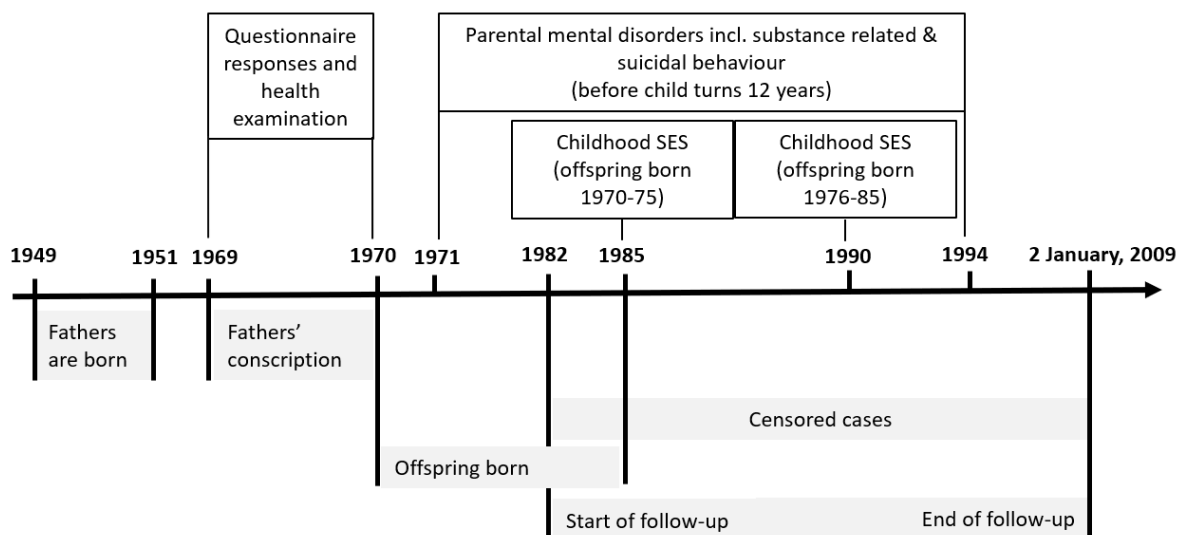 Questionnaire
responses and
health
examination
Parental mental disorders incl. substance related &
suicidal behaviour
(before child turns 12 years)
Childhood SES
(offspring born
1970-75)
Childhood SES
(offspring born
1976-85)
1949
1951
1969
1970
1971
1982
1985
1990
1994
2 January, 2009
Fathers
are born
Fathers’
conscription
Censored cases
Offspring born
Start of follow-up
End of follow-up